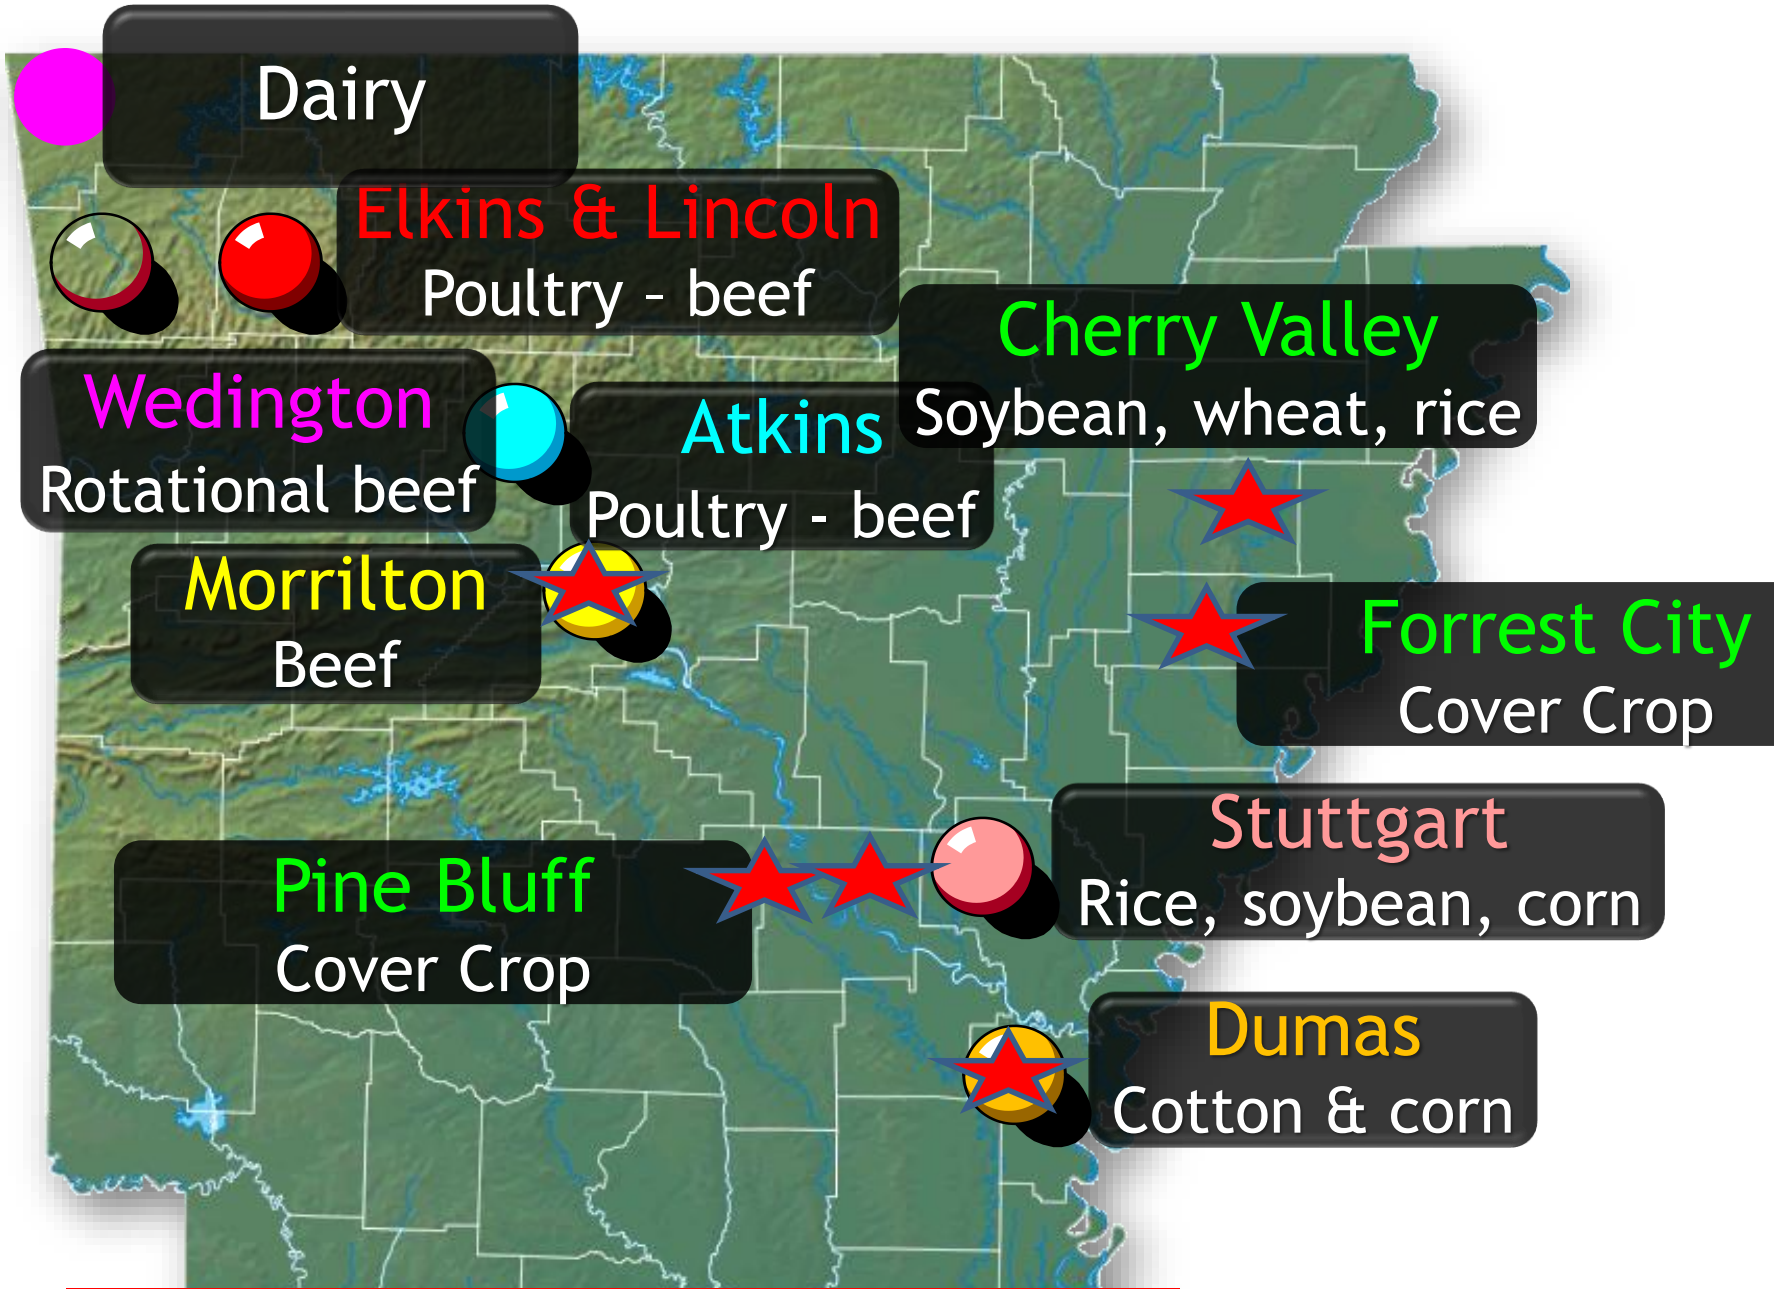 Dairy
Elkins & Lincoln
Poultry – beef
Cherry Valley
Soybean, wheat, rice
Wedington
Rotational beef
Atkins
Poultry - beef
Morrilton
Beef
Forrest City
Cover Crop
Stuttgart
Rice, soybean, corn
Pine Bluff
Cover Crop
Dumas
Cotton & corn